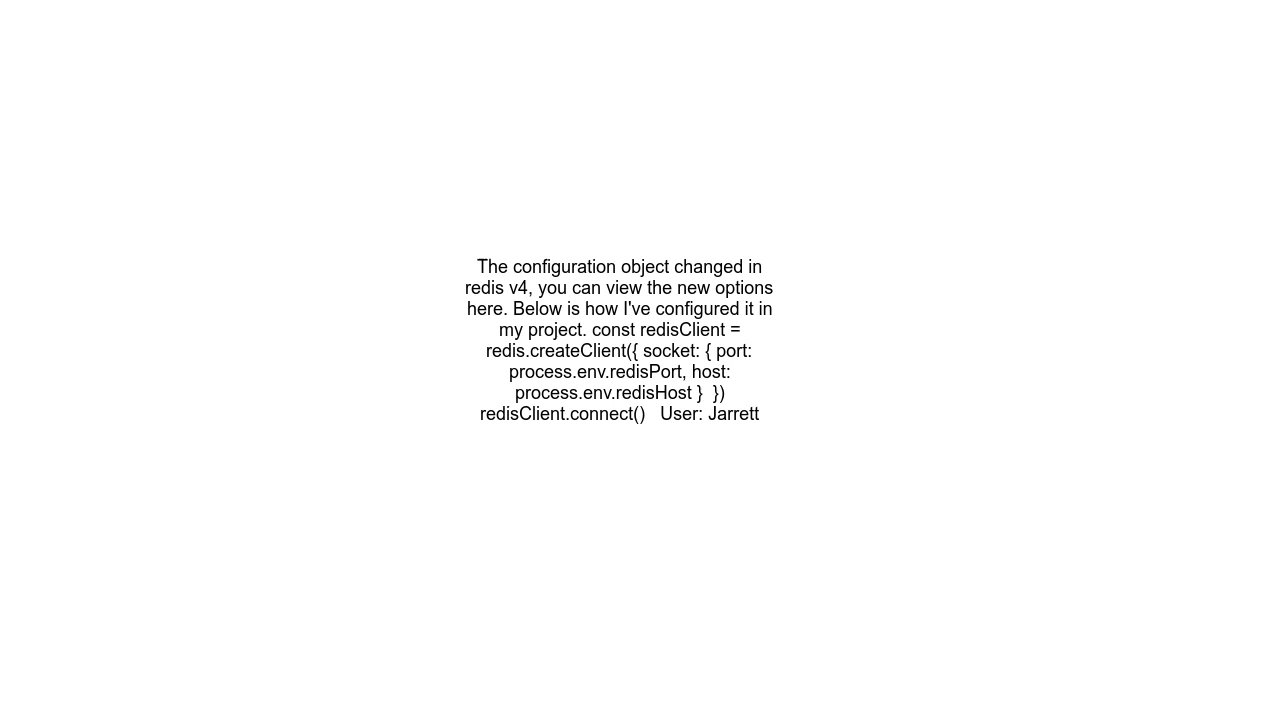 The configuration object changed in
redis v4, you can view the new options
here. Below is how I've configured it in
my project. const redisClient =
redis.createClient({ socket: { port:
process.env.redisPort, host:
process.env.redisHost }  })
redisClient.connect()   User: Jarrett